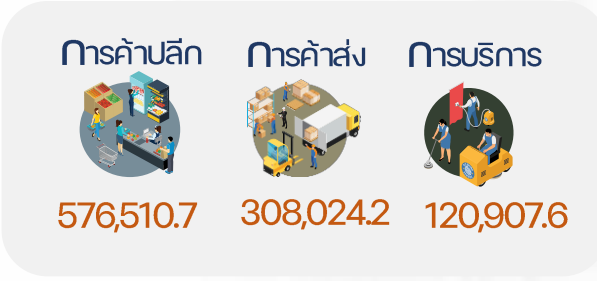 การค้าปลีก
การค้าส่ง
การบริการ
576,510.7
308,024.2
120,907.6